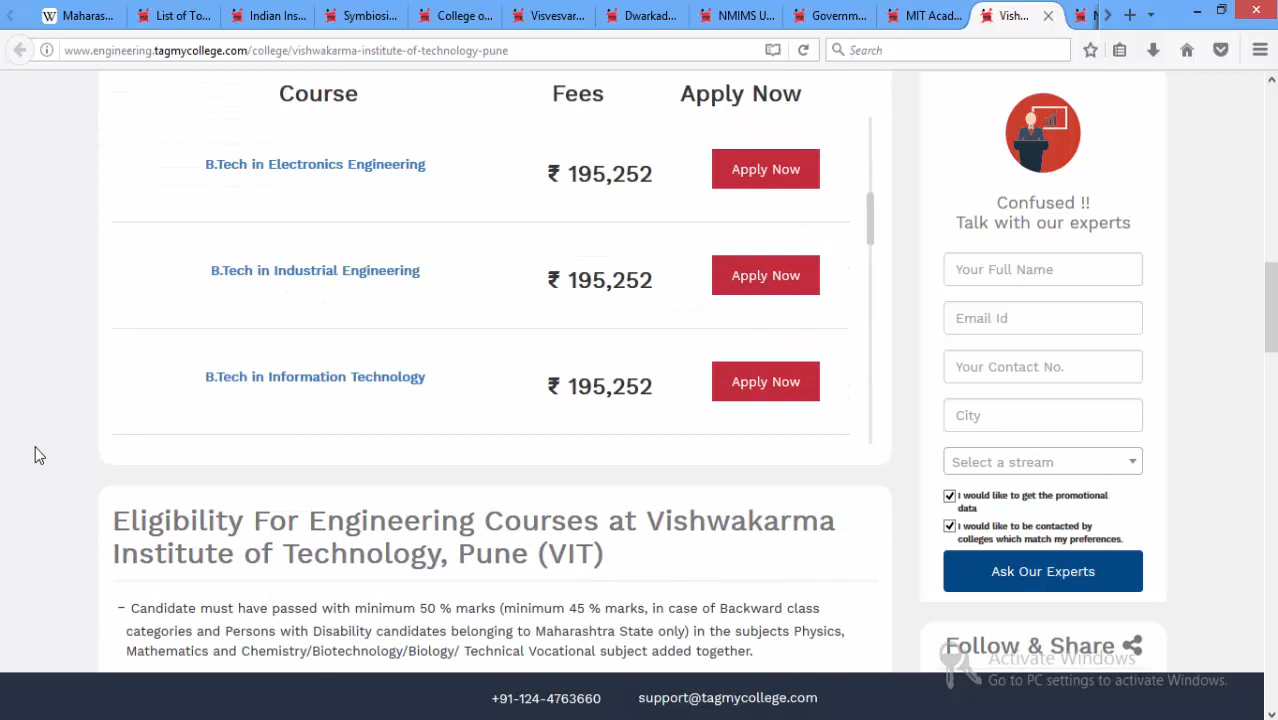 Maharas...
List of To...
Indian Ins...
Symbiosi...
College o...
Visvesvar...
Dwarkad...
NMIMS U...
Governm...
MIT Acad...
Vish...
www.engineering.tagmycollege.com/college/vishwakarma-institute-of-technology-pune
Search
Course Fees Apply Now
B.Tech in Electronics Engineering ₹ 195,252 Apply Now
B.Tech in Industrial Engineering ₹ 195,252 Apply Now
B.Tech in Information Technology ₹ 195,252 Apply Now
Eligibility For Engineering Courses at Vishwakarma
Institute of Technology, Pune (VIT)
– Candidate must have passed with minimum 50 % marks (minimum 45 % marks, in case of Backward class
categories and Persons with Disability candidates belonging to Maharashtra State only) in the subjects Physics,
Mathematics and Chemistry/Biotechnology/Biology/ Technical Vocational subject added together.
Confused !!
Talk with our experts
Your Full Name
Email Id
Your Contact No.
City
Select a stream
I would like to get the promotional
data
I would like to be contacted by
colleges which match my preferences.
Ask Our Experts
Follow & Share
Activate Windows
Go to PC settings to activate Windows.
+91-124-4763660 support@tagmycollege.com